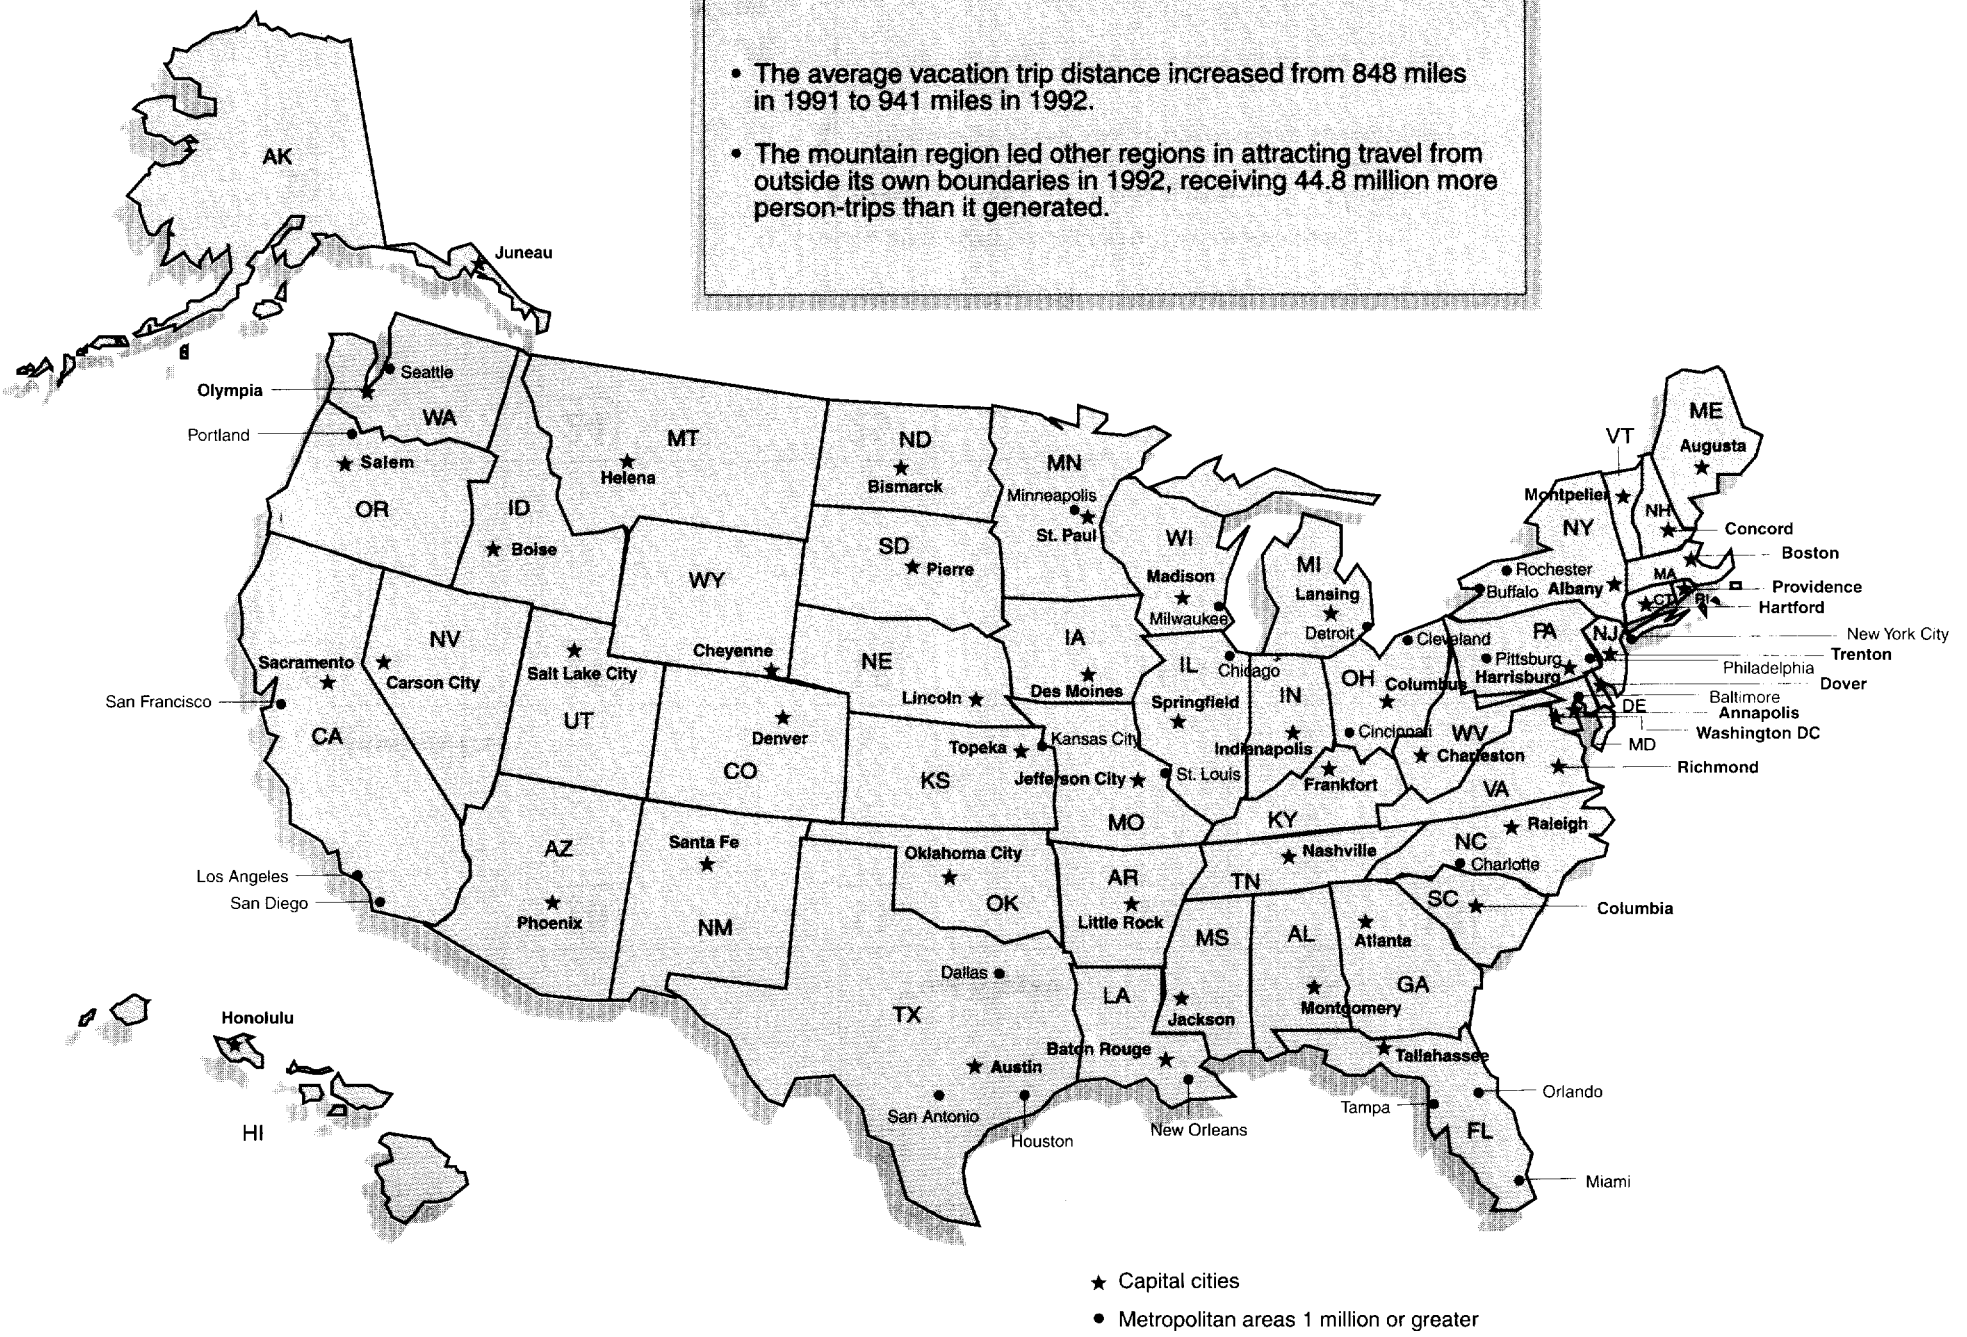 • The average vacation trip distance increased from 848 miles
in 1991 to 941 miles in 1992.
• The mountain region led other regions in attracting travel from
outside its own boundaries in 1992, receiving 44.8 million more
person-trips than it generated.
AK
Juneau
Seattle
Olympia
WA
Portland
Salem
OR
ID
Boise
MT
Helena
ND
Bismarck
MN
Minneapolis
St. Paul
SD
Pierre
WY
Cheyenne
WI
Madison
Milwaukee
MI
Lansing
Detroit
ME
Augusta
VT
Montpelier
NH
Concord
NY
Rochester
Buffalo
Albany
Boston
MA
Providence
CT
RI
Hartford
New York City
NJ
Trenton
PA
Pittsburg
Harrisburg
Philadelphia
Dover
Baltimore
DE
Annapolis
Washington DC
MD
Richmond
VA
WV
Charleston
Cleveland
OH
Columbus
Cincinnati
IN
Indianapolis
IL
Chicago
Springfield
IA
Des Moines
NE
Lincoln
NV
Carson City
Sacramento
San Francisco
CA
Salt Lake City
UT
Denver
CO
Topeka
Kansas City
KS
Jefferson City
St. Louis
MO
Frankfort
KY
NC
Raleigh
Charlotte
Nashville
TN
SC
Columbia
Los Angeles
San Diego
AZ
Phoenix
Santa Fe
NM
Oklahoma City
OK
AR
Little Rock
MS
Jackson
AL
Montgomery
Atlanta
GA
Dallas
TX
Austin
San Antonio
Houston
LA
Baton Rouge
New Orleans
Tallahassee
Orlando
Tampa
FL
Miami
Honolulu
HI
★ Capital cities
• Metropolitan areas 1 million or greater